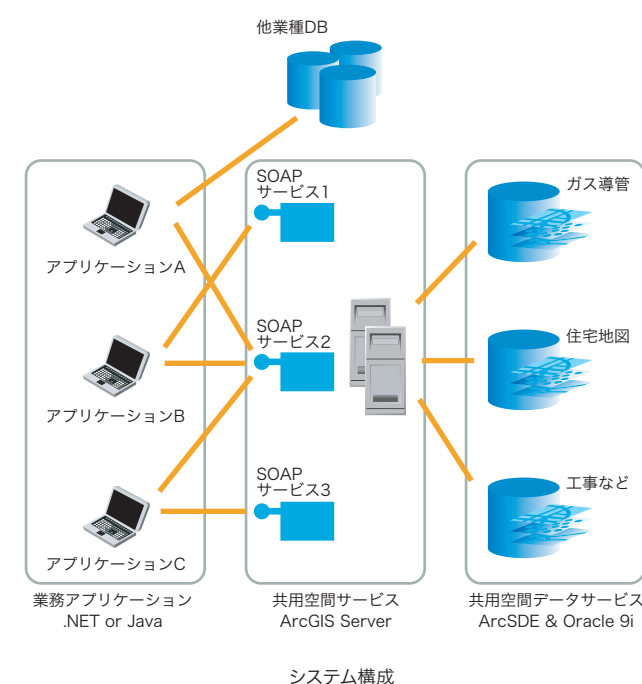 他業種DB
SOAP
サービス1
アプリケーションA
SOAP
サービス2
アプリケーションB
SOAP
サービス3
アプリケーションC
ガス導管
住宅地図
工事など
業務アプリケーション
.NET or Java
共用空間サービス
ArcGIS Server
共用空間データサービス
ArcSDE & Oracle 9i
システム構成